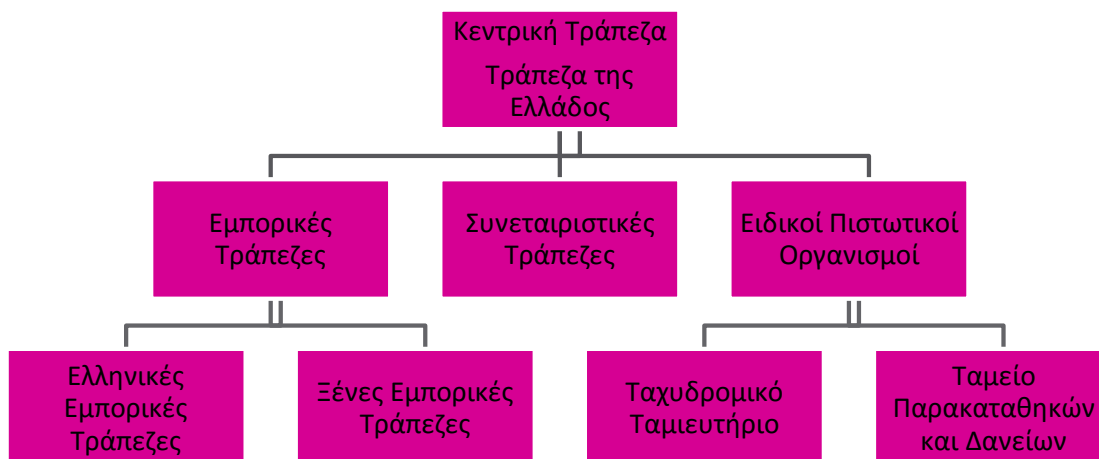 Κεντρική Τράπεζα
Τράπεζα της
Ελλάδος
Εμπορικές
Τράπεζες
Συνεταιριστικές
Τράπεζες
Ειδικοί Πιστωτικοί
Οργανισμοί
Ελληνικές
Εμπορικές
Τράπεζες
Ξένες Εμπορικές
Τράπεζες
Ταχυδρομικό
Ταμιευτήριο
Ταμείο
Παρακαταθηκών
και Δανείων